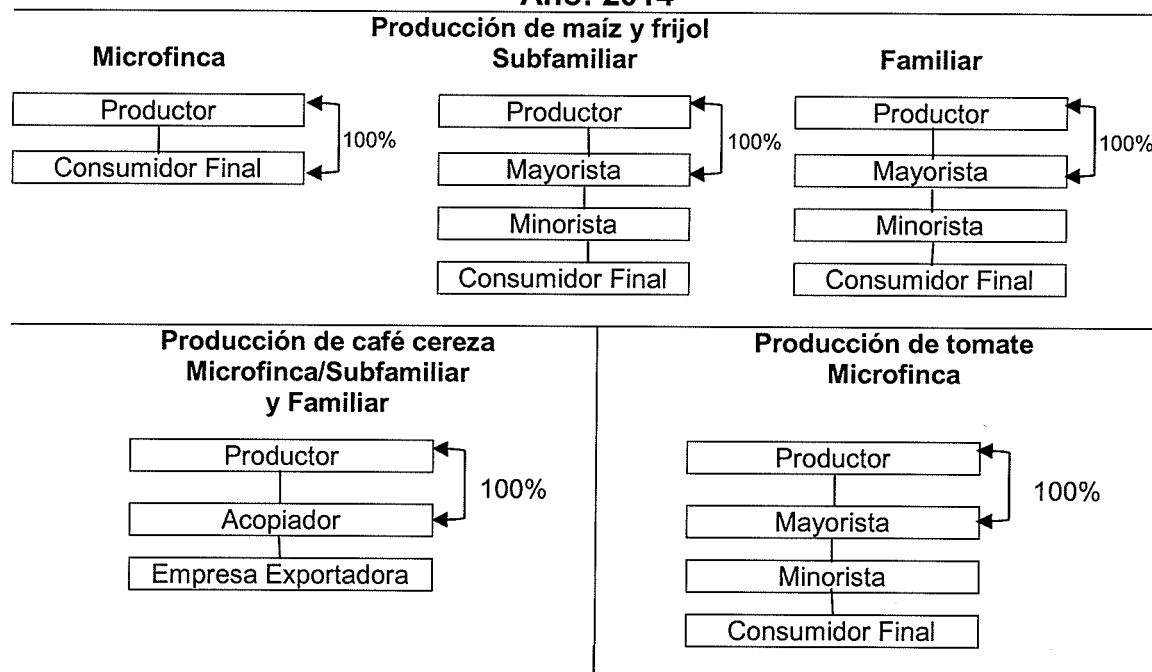 Producción de maíz y frijol
Microfinca
Productor
100%
Consumidor Final
Subfamiliar
Productor
100%
Mayorista
Minorista
Consumidor Final
Familiar
Productor
100%
Mayorista
Minorista
Consumidor Final
Producción de café cereza
Microfinca/Subfamiliar
y Familiar
Productor
100%
Acopiador
Empresa Exportadora
Producción de tomate
Microfinca
Productor
100%
Mayorista
Minorista
Consumidor Final